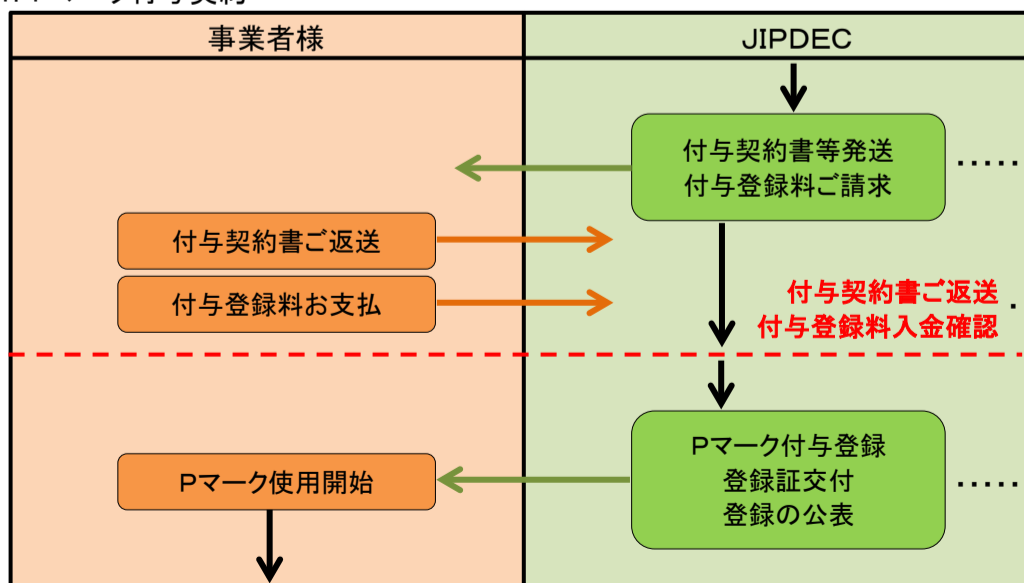 事業者様
JIPDEC
付与契約書等発送
付与登録料ご請求
付与契約書ご返送
付与登録料お支払
付与契約書ご返送
付与登録料入金確認
Pマーク付与登録
登録証交付
登録の公表
Pマーク使用開始